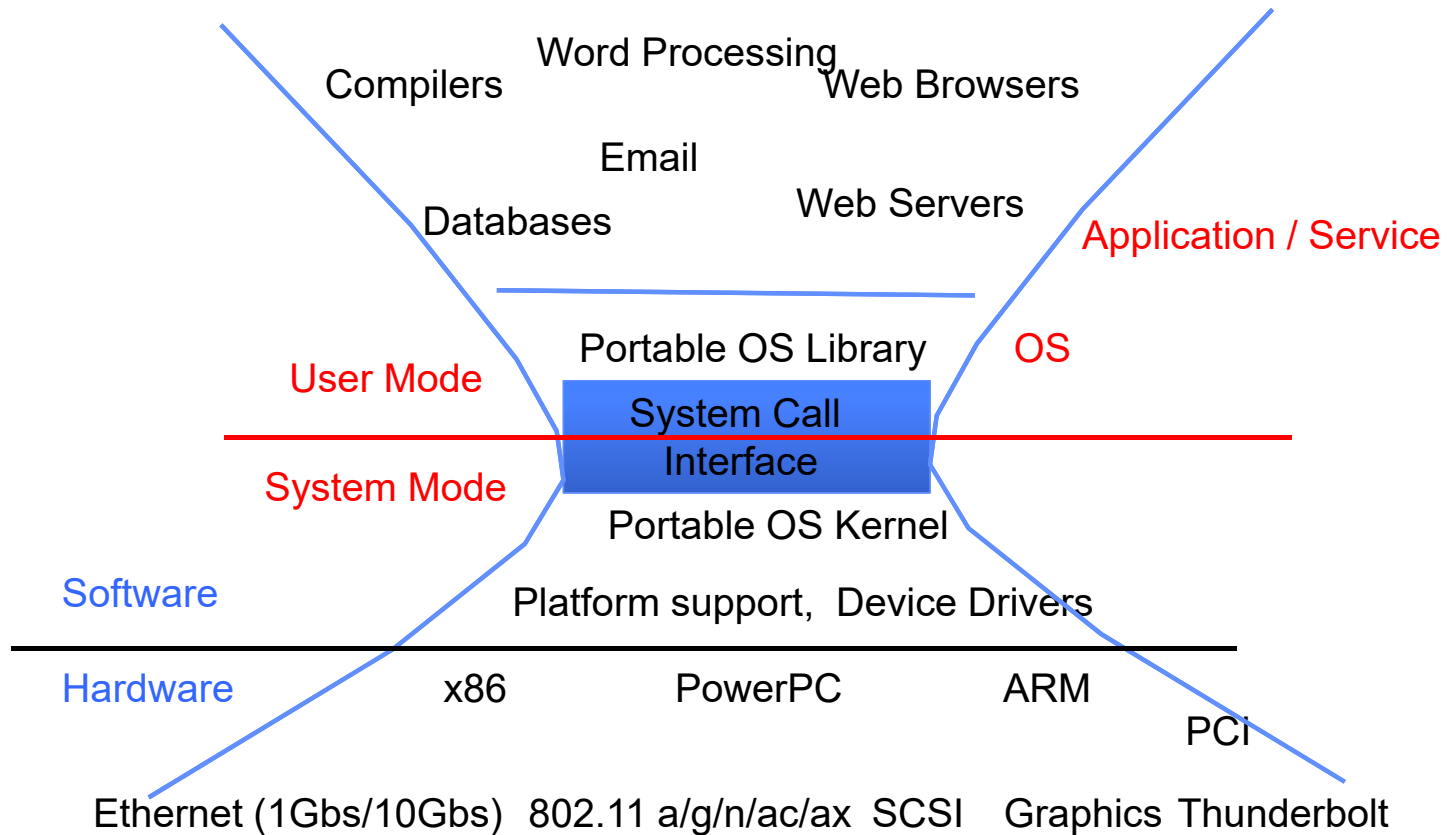 Word Processing
Compilers
Web Browsers
Email
Web Servers
Databases
Application / Service
Portable OS Library
OS
User Mode
System Call
Interface
System Mode
Portable OS Kernel
Software
Platform support, Device Drivers
Hardware
x86
PowerPC
ARM
PCI
Ethernet (1Gbs/10Gbs)
802.11 a/g/n/ac/ax
SCSI
Graphics
Thunderbolt